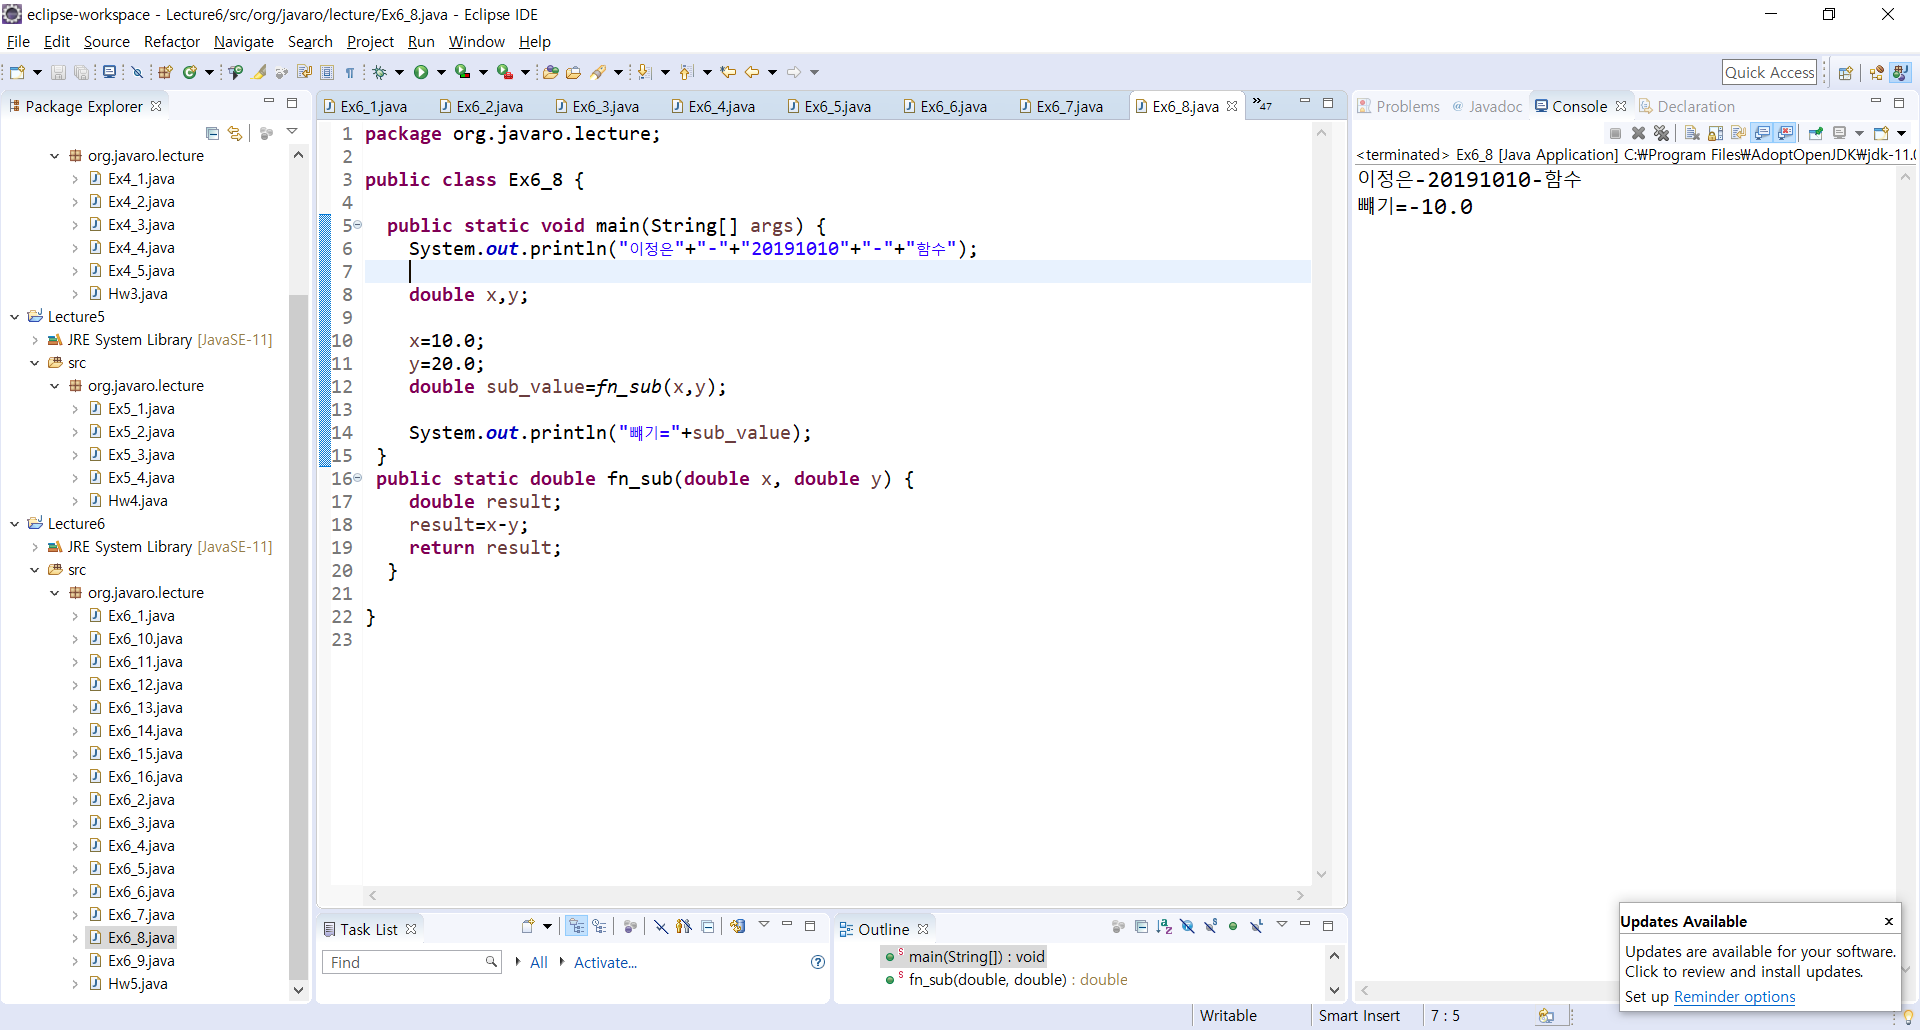 eclipse-workspace - Lecture6/src/org/javaro/lecture/Ex6_8.java - Eclipse IDE
File Edit Source Refactor Navigate Search Project Run Window Help
Quick Access
Package Explorer
org.javaro.lecture
Ex4_1.java
Ex4_2.java
Ex4_3.java
Ex4_4.java
Ex4_5.java
Hw3.java
Lecture5
JRE System Library [JavaSE-11]
src
org.javaro.lecture
Ex5_1.java
Ex5_2.java
Ex5_3.java
Ex5_4.java
Hw4.java
Lecture6
JRE System Library [JavaSE-11]
src
org.javaro.lecture
Ex6_1.java
Ex6_10.java
Ex6_11.java
Ex6_12.java
Ex6_13.java
Ex6_14.java
Ex6_15.java
Ex6_16.java
Ex6_2.java
Ex6_3.java
Ex6_4.java
Ex6_5.java
Ex6_6.java
Ex6_7.java
Ex6_8.java
Ex6_9.java
Hw5.java
Ex6_1.java Ex6_2.java Ex6_3.java Ex6_4.java Ex6_5.java Ex6_6.java Ex6_7.java Ex6_8.java »47
1 package org.javaro.lecture;
2
3 public class Ex6_8 {
4
5 public static void main(String[] args) {
6 System.out.println("이정은"+"-"+"20191010"+"-"+"함수");
7
8 double x,y;
9
10 x=10.0;
11 y=20.0;
12 double sub_value=fn_sub(x,y);
13
14 System.out.println("빼기="+sub_value);
15 }
16 public static double fn_sub(double x, double y) {
17 double result;
18 result=x-y;
19 return result;
20 }
21
22 }
23
Task List
Find All Activate...
Outline
main(String[]) : void
fn_sub(double, double) : double
Problems @ Javadoc Console Declaration
<terminated> Ex6_8 [Java Application] C:₩Program Files₩AdoptOpenJDK₩jdk-11.0
이정은-20191010-함수
빼기=-10.0
Updates Available x
Updates are available for your software.
Click to review and install updates.
Set up Reminder options
Writable Smart Insert 7 : 5